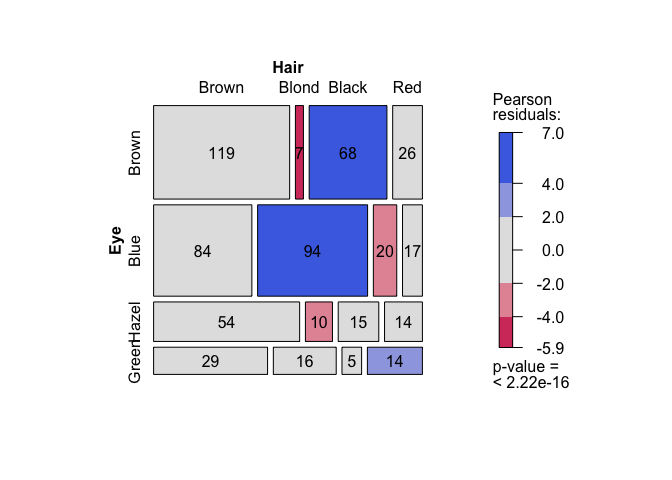 Hair
Brown Blond Black Red
Eye
Brown
119 7 68 26
Blue
84 94 20 17
Hazel
54 10 15 14
Green
29 16 5 14
Pearson
residuals:
7.0
4.0
2.0
0.0
-2.0
-4.0
-5.9
p-value =
< 2.22e-16